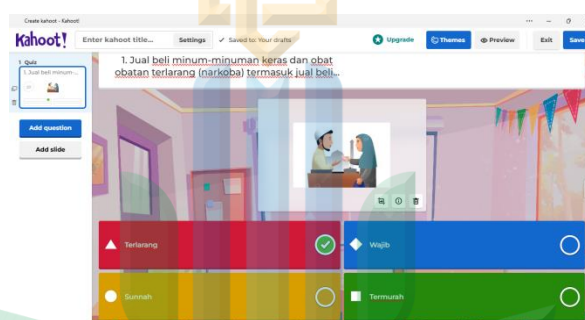 Create kahoot - Kahoot!
Kahoot!
Enter kahoot title...
Settings
Saved to: Your drafts
Upgrade
Themes
Preview
Exit
Save
1 Quiz
1. Jual beli minum-...
Add question
Add slide
1. Jual beli minum-minuman keras dan obat
obatan terlarang (narkoba) termasuk jual beli...
Terlarang
Wajib
Sunnah
Termurah